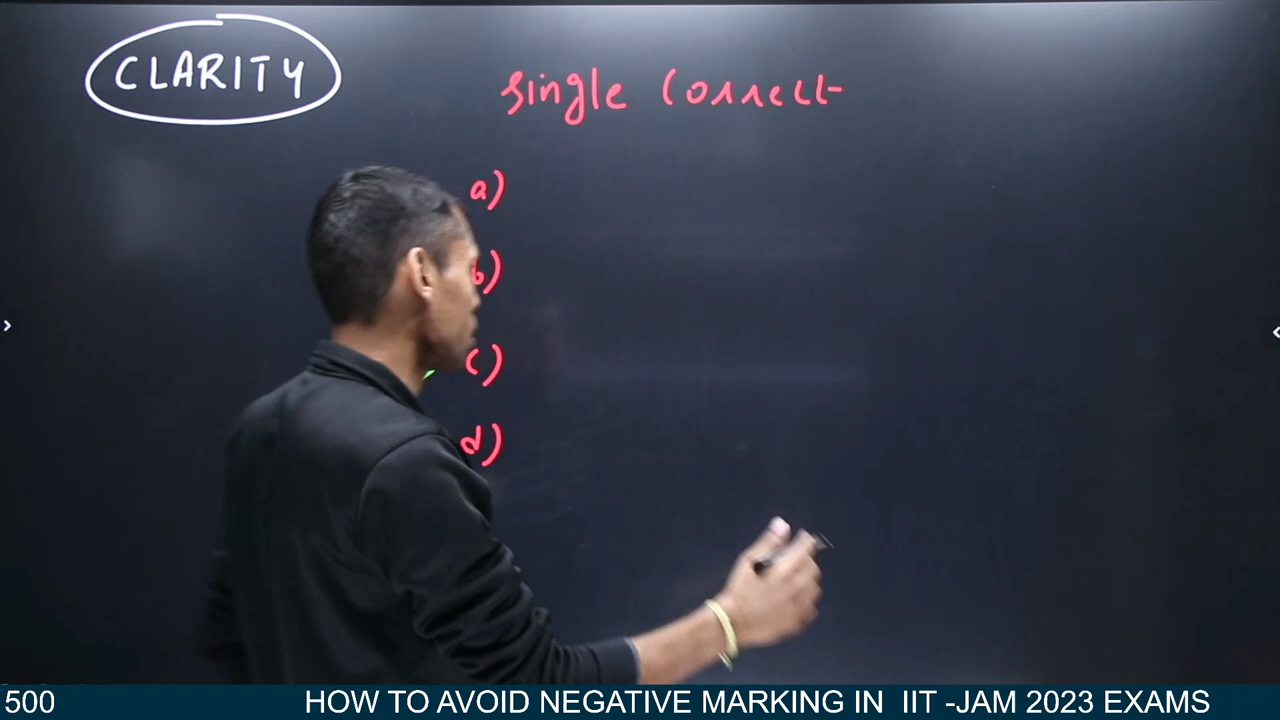 CLARITY
single correct
a)
b)
c)
d)
500 HOW TO AVOID NEGATIVE MARKING IN IIT -JAM 2023 EXAMS